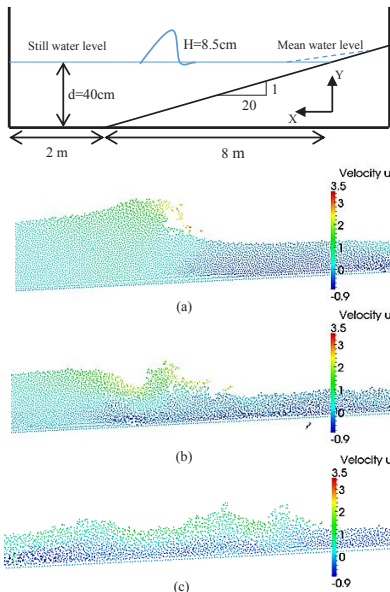 Still water level
H=8.5cm
Mean water level
d=40cm
1
20
Y
X
2 m
8 m
Velocity u
3.5
3
2
1
0
-0.9
(a)
Velocity u
3.5
3
2
1
0
-0.9
(b)
Velocity u
3.5
3
2
1
0
-0.9
(c)